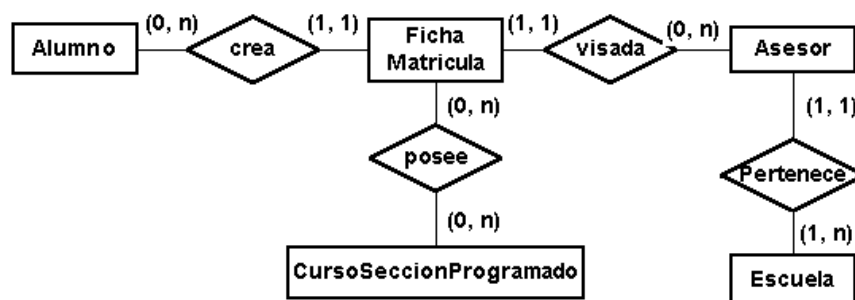 (0, n)
(1, 1)
(1, 1)
(0, n)
Alumno
crea
Ficha
Matricula
visada
Asesor
(0, n)
(1, 1)
posee
Pertenece
(0, n)
(1, n)
CursoSeccionProgramado
Escuela